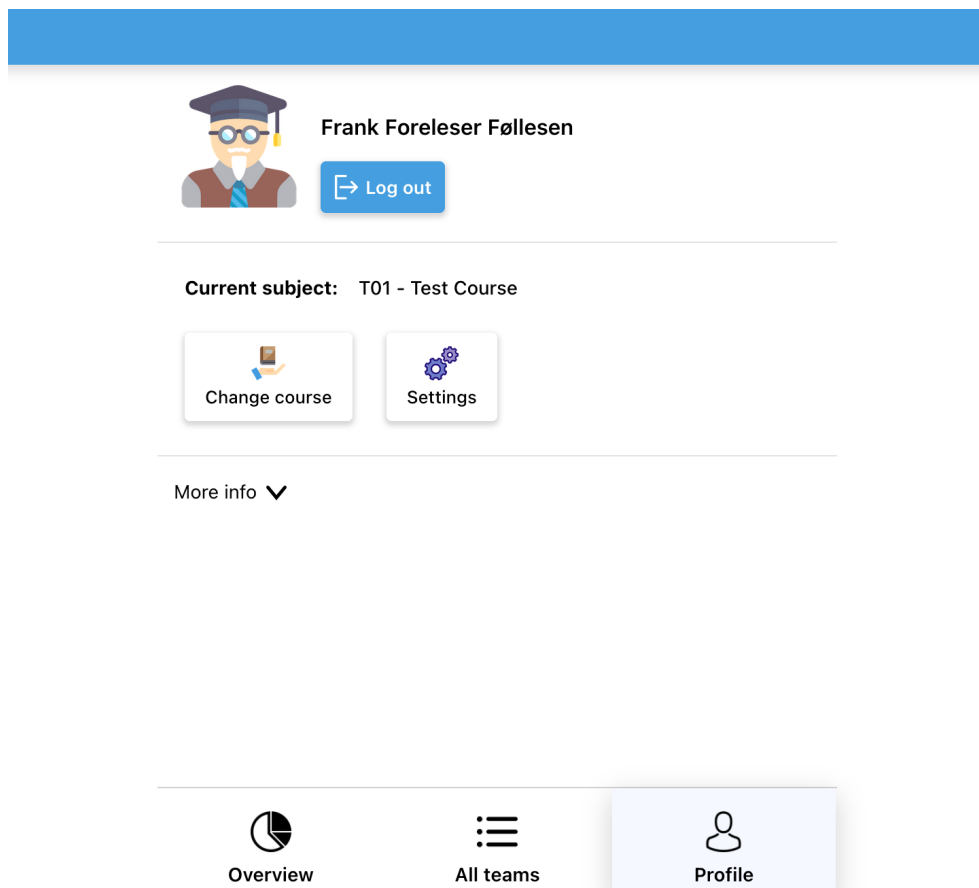 Frank Foreleser Føllesen
Log out
Current subject: T01 - Test Course
Change course
Settings
More info
Overview
All teams
Profile